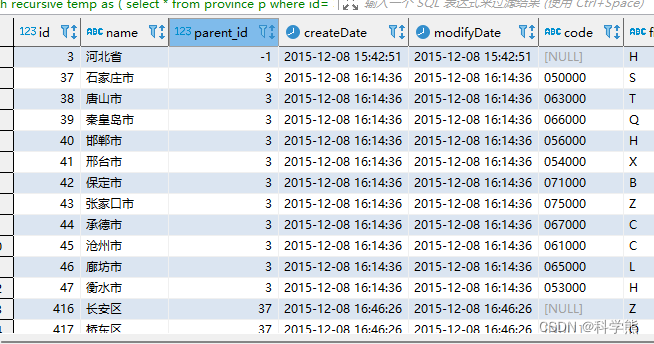 h recursive temp as ( select * from province p where id= 输入一个 SQL 表达式来过滤结果 (使用 Ctrl+Space)
123 id ABC name 123 parent_id createDate modifyDate ABC code ABC f
3 河北省 -1 2015-12-08 15:42:51 2015-12-08 15:42:51 [NULL] H
37 石家庄市 3 2015-12-08 16:14:36 2015-12-08 16:14:36 050000 S
38 唐山市 3 2015-12-08 16:14:36 2015-12-08 16:14:36 063000 T
39 秦皇岛市 3 2015-12-08 16:14:36 2015-12-08 16:14:36 066000 Q
40 邯郸市 3 2015-12-08 16:14:36 2015-12-08 16:14:36 056000 H
41 邢台市 3 2015-12-08 16:14:36 2015-12-08 16:14:36 054000 X
42 保定市 3 2015-12-08 16:14:36 2015-12-08 16:14:36 071000 B
43 张家口市 3 2015-12-08 16:14:36 2015-12-08 16:14:36 075000 Z
44 承德市 3 2015-12-08 16:14:36 2015-12-08 16:14:36 067000 C
45 沧州市 3 2015-12-08 16:14:36 2015-12-08 16:14:36 061000 C
46 廊坊市 3 2015-12-08 16:14:36 2015-12-08 16:14:36 065000 L
47 衡水市 3 2015-12-08 16:14:36 2015-12-08 16:14:36 053000 H
416 长安区 37 2015-12-08 16:46:26 2015-12-08 16:46:26 [NULL] Z
417 桥东区 37 2015-12-08 16:46:26 2015-12-08 16:46:26
CSDN @科学熊